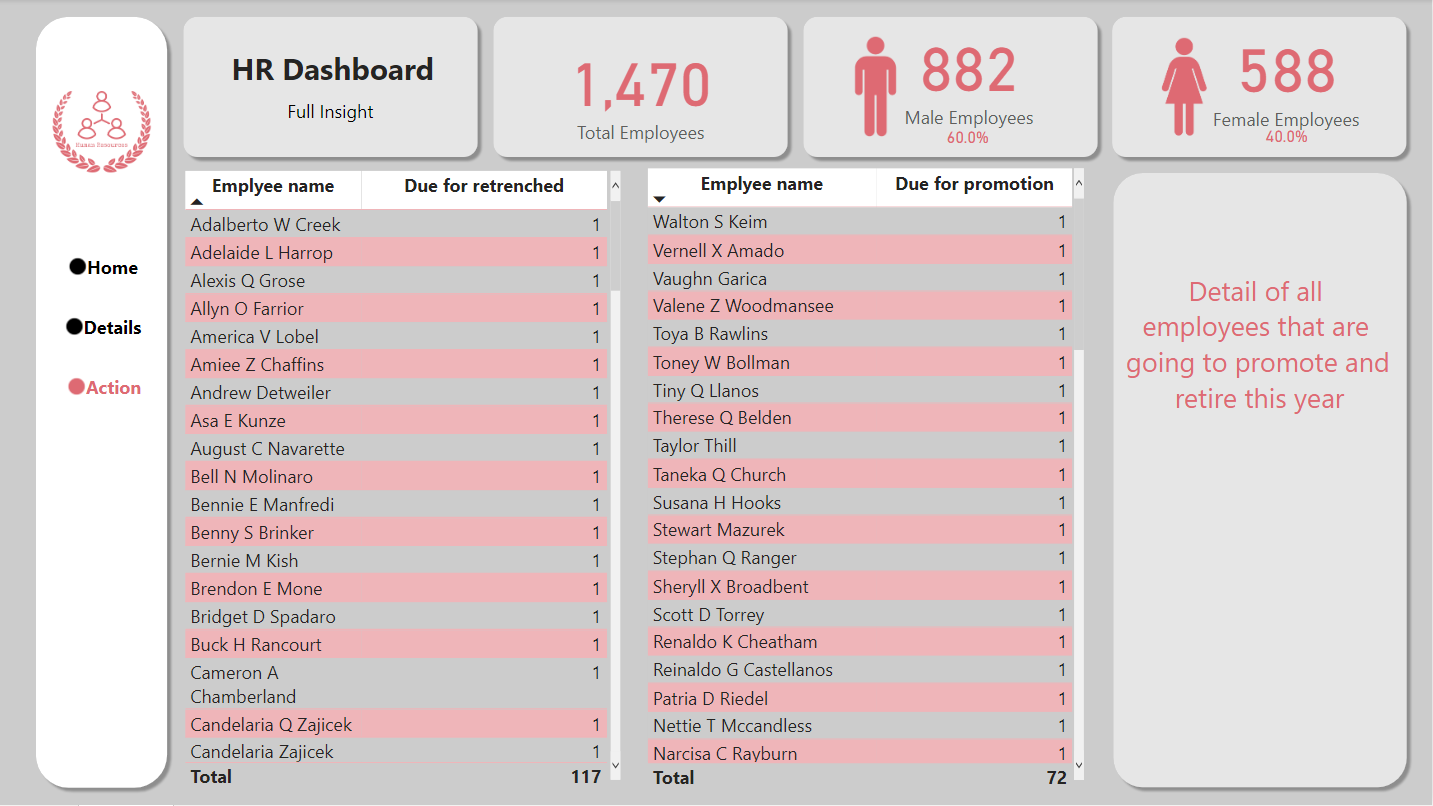 Human Resources
Home
Details
Action
HR Dashboard
Full Insight
1,470
Total Employees
882
Male Employees
60.0%
588
Female Employees
40.0%
Emplyee name Due for retrenched
Adalberto W Creek 1
Adelaide L Harrop 1
Alexis Q Grose 1
Allyn O Farrior 1
America V Lobel 1
Amiee Z Chaffins 1
Andrew Detweiler 1
Asa E Kunze 1
August C Navarette 1
Bell N Molinaro 1
Bennie E Manfredi 1
Benny S Brinker 1
Bernie M Kish 1
Brendon E Mone 1
Bridget D Spadaro 1
Buck H Rancourt 1
Cameron A 1
Chamberland
Candelaria Q Zajicek 1
Candelaria Zajicek 1
Total 117
Emplyee name Due for promotion
Walton S Keim 1
Vernell X Amado 1
Vaughn Garica 1
Valene Z Woodmansee 1
Toya B Rawlins 1
Toney W Bollman 1
Tiny Q Llanos 1
Therese Q Belden 1
Taylor Thill 1
Taneka Q Church 1
Susana H Hooks 1
Stewart Mazurek 1
Stephan Q Ranger 1
Sheryll X Broadbent 1
Scott D Torrey 1
Renaldo K Cheatham 1
Reinaldo G Castellanos 1
Patria D Riedel 1
Nettie T Mccandless 1
Narcisa C Rayburn 1
Total 72
Detail of all
employees that are
going to promote and
retire this year